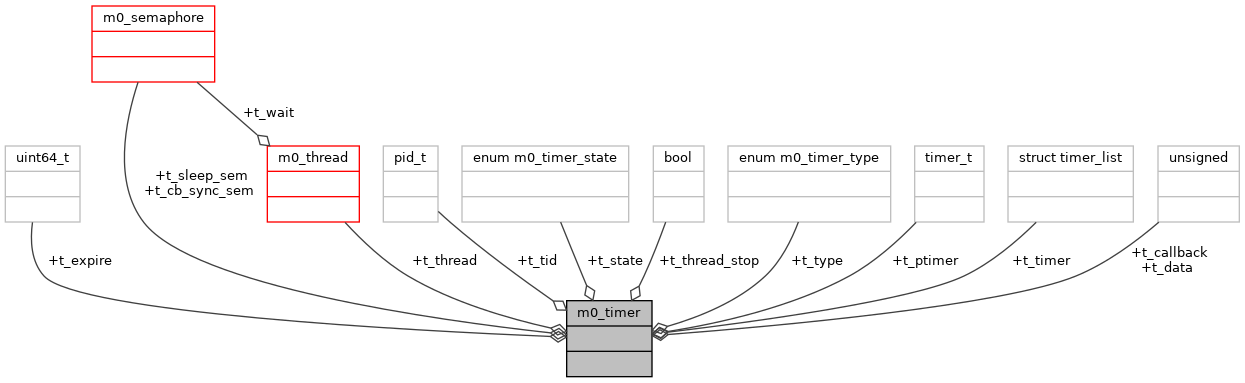 m0_semaphore
+t_wait
uint64_t
m0_thread
pid_t
enum m0_timer_state
bool
enum m0_timer_type
timer_t
struct timer_list
unsigned
+t_sleep_sem
+t_cb_sync_sem
+t_expire
+t_thread
+t_tid
+t_state
+t_thread_stop
+t_type
+t_ptimer
+t_timer
+t_callback
+t_data
m0_timer